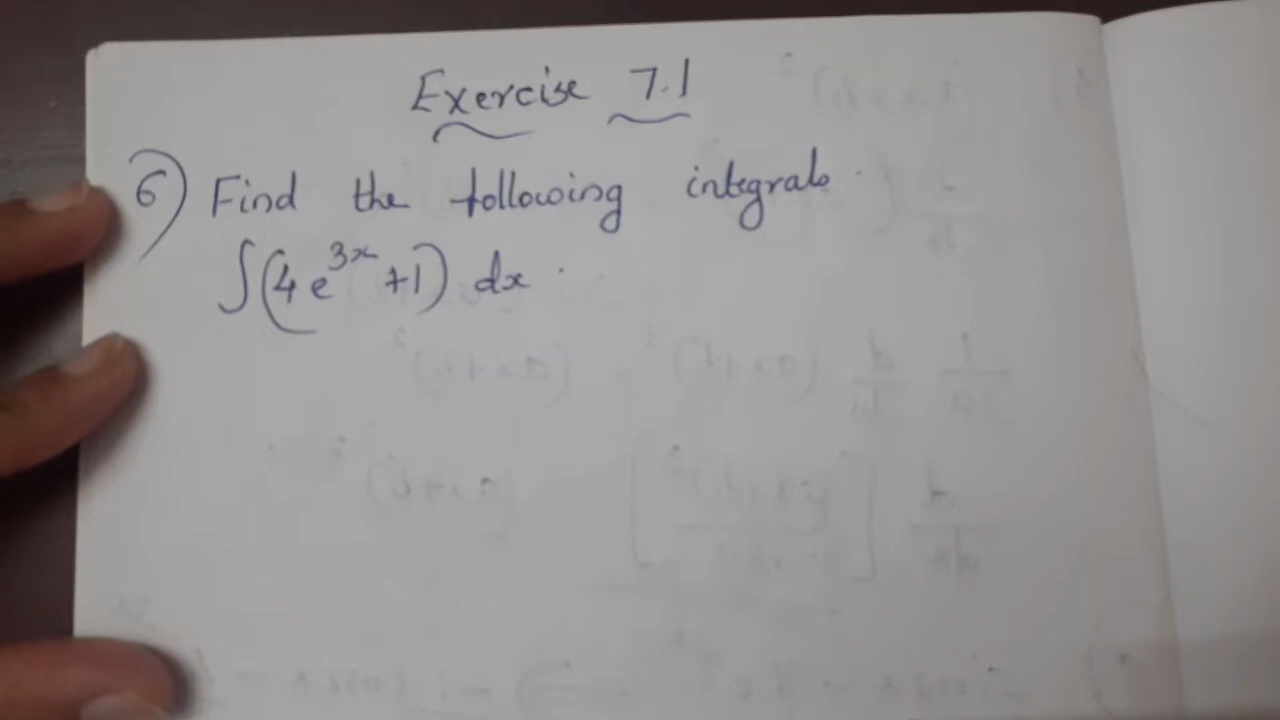 Exercise 7.1
6) Find the following integrals.
∫(4e^{3x} +1) dx.